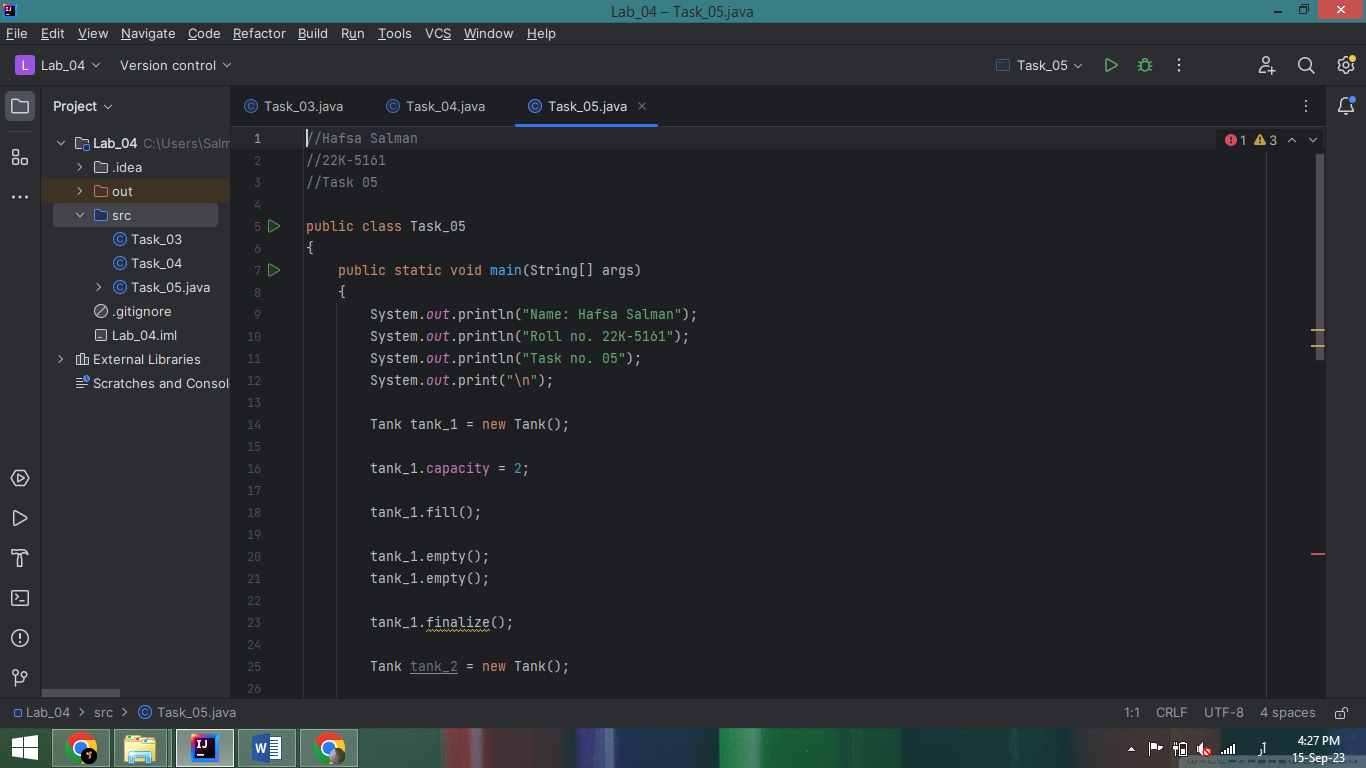 Lab_04 – Task_05.java
File Edit View Navigate Code Refactor Build Run Tools VCS Window Help
L Lab_04 Version control Task_05
Project
Task_03.java Task_04.java Task_05.java
Lab_04 C:\Users\Salm
.idea
out
src
Task_03
Task_04
Task_05.java
.gitignore
Lab_04.iml
External Libraries
Scratches and Consol
1 //Hafsa Salman 1 3
2 //22K-5161
3 //Task 05
4
5 public class Task_05
6 {
7 public static void main(String[] args)
8 {
9 System.out.println("Name: Hafsa Salman");
10 System.out.println("Roll no. 22K-5161");
11 System.out.println("Task no. 05");
12 System.out.print("\n");
13
14 Tank tank_1 = new Tank();
15
16 tank_1.capacity = 2;
17
18 tank_1.fill();
19
20 tank_1.empty();
21 tank_1.empty();
22
23 tank_1.finalize();
24
25 Tank tank_2 = new Tank();
26
Lab_04 > src > Task_05.java 1:1 CRLF UTF-8 4 spaces
4:27 PM
15-Sep-23